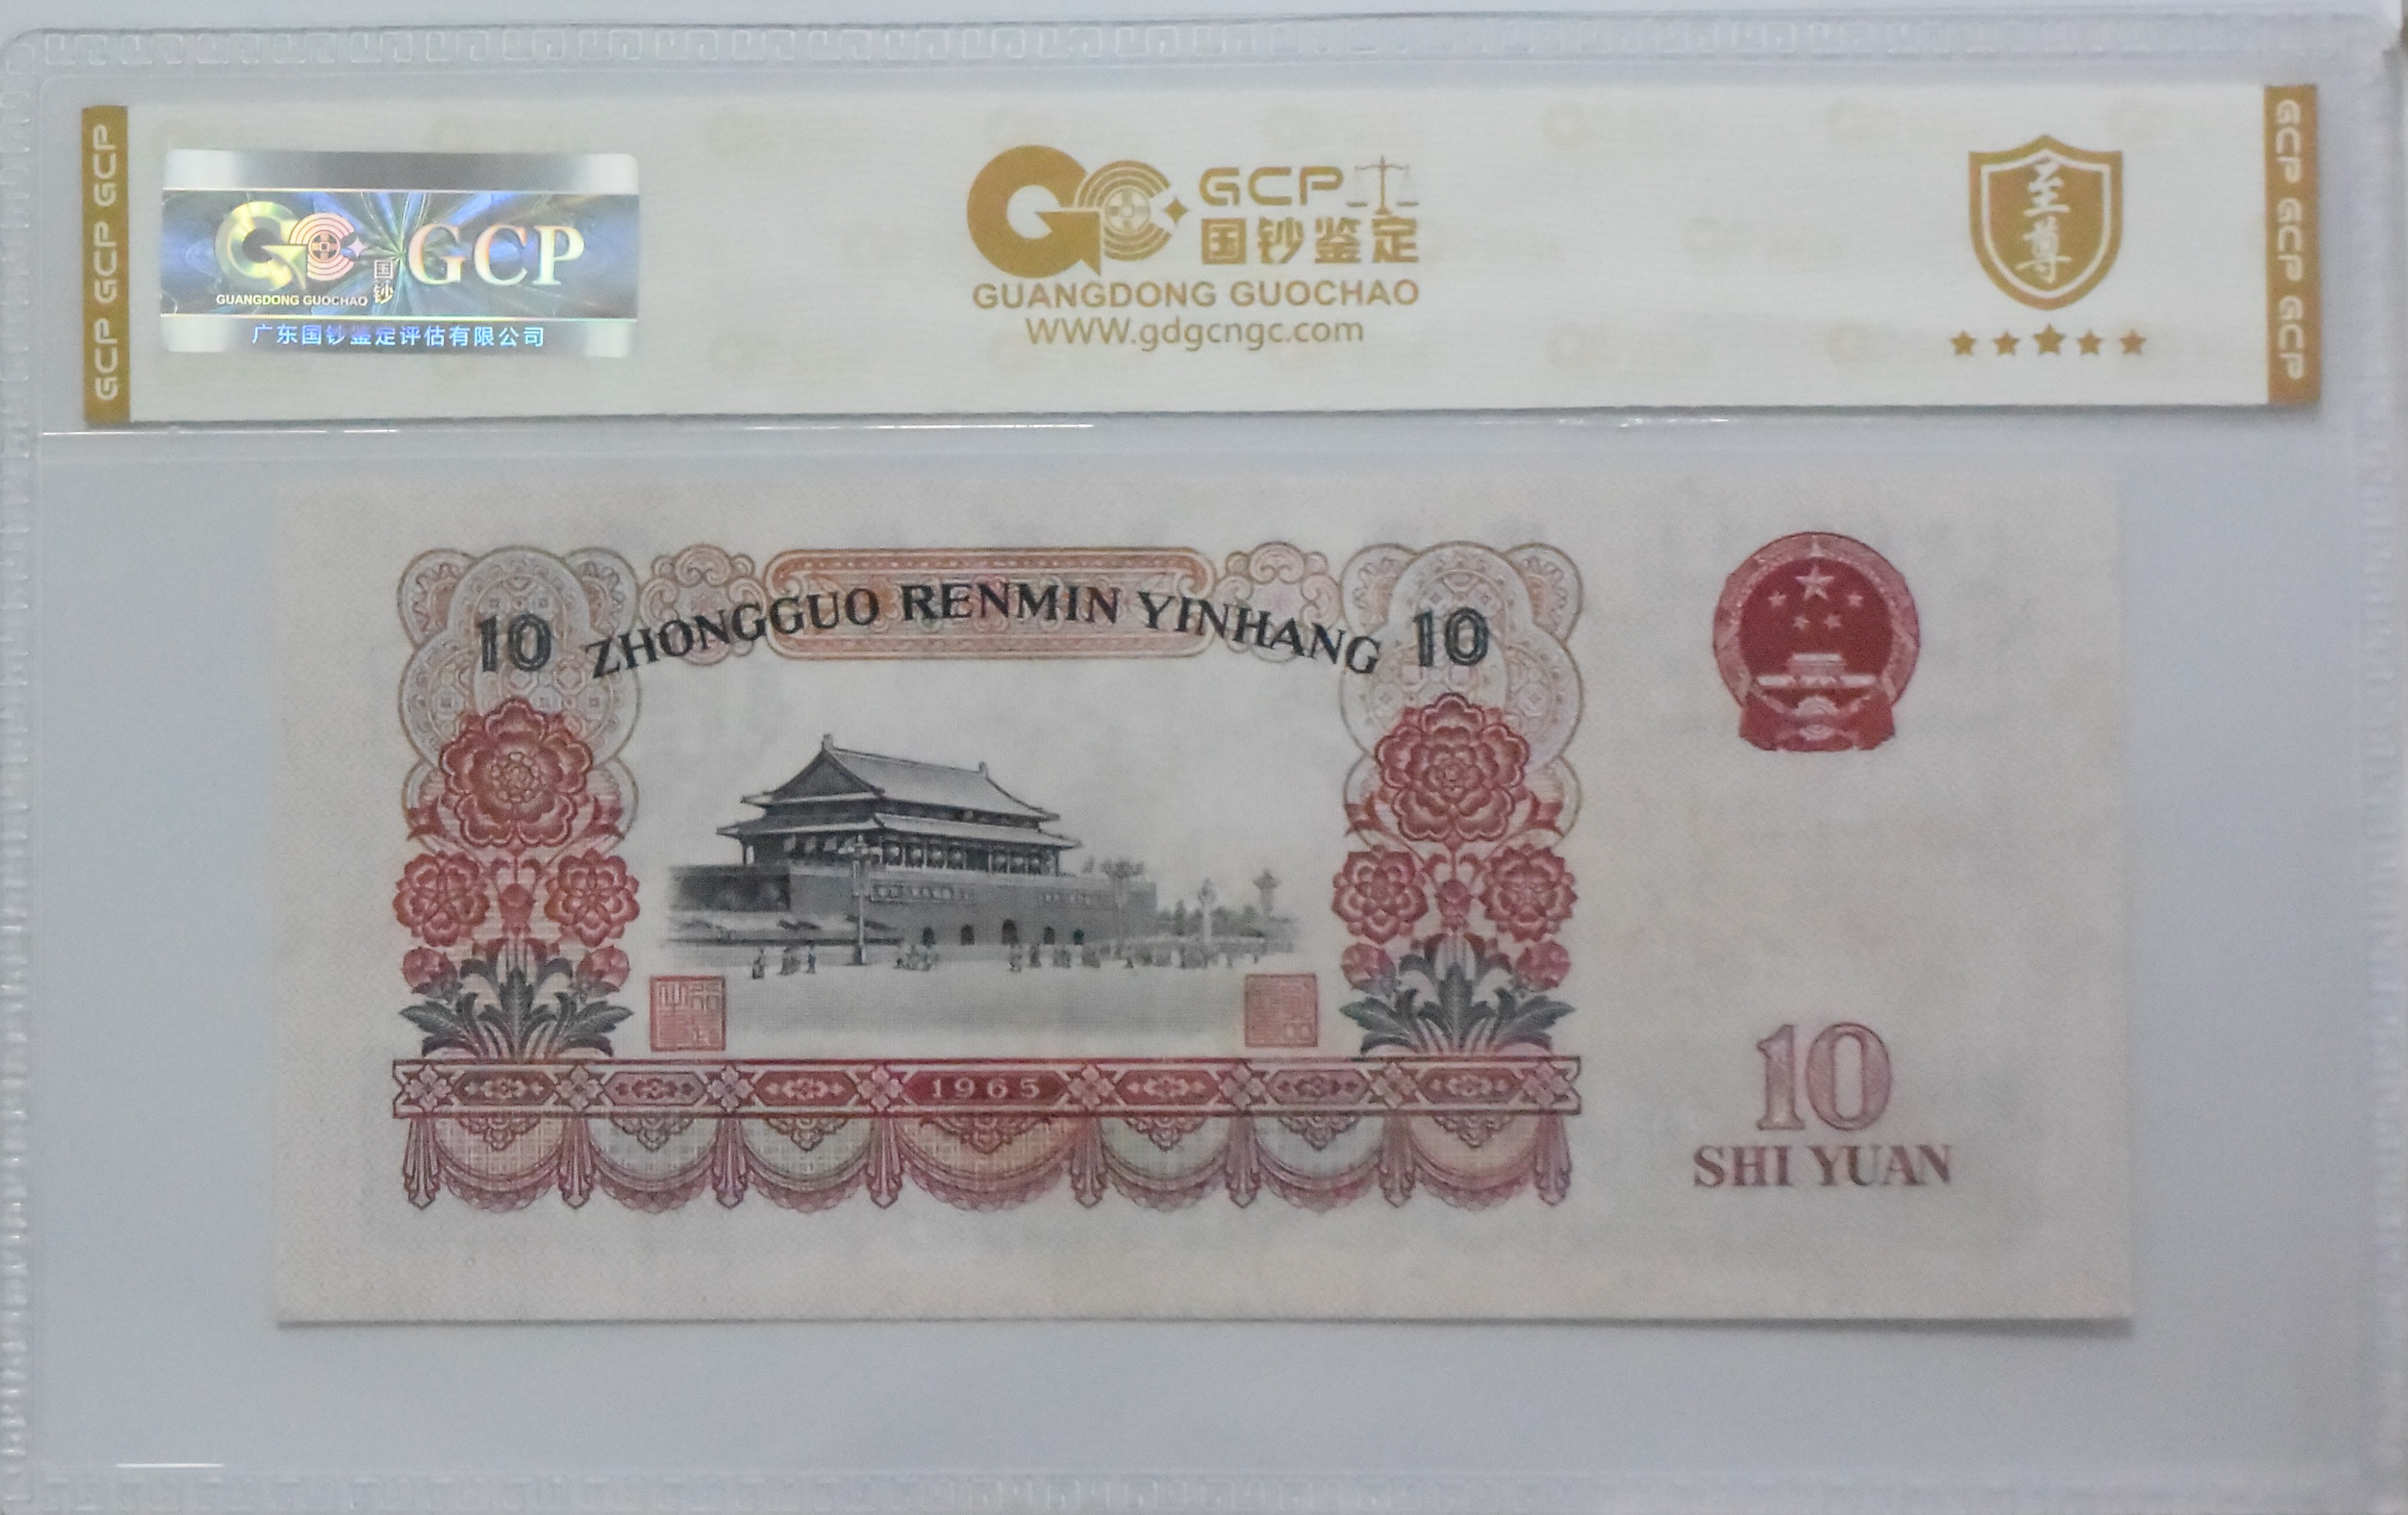 GCP GCP GCP
国钞
GCP
GUANGDONG GUOCHAO
广东国钞鉴定评估有限公司
GCP
国钞鉴定
GUANGDONG GUOCHAO
WWW.gdgcngc.com
至尊
GCP GCP GCP
10 ZHONGGUO RENMIN YINHANG 10
1965
10
SHI YUAN